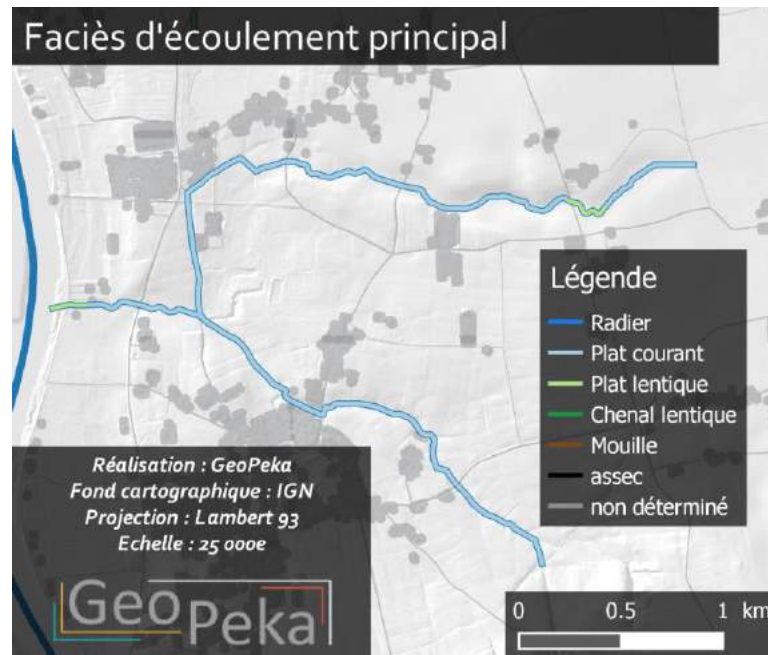 Faciès d'écoulement principal
Légende
Radier
Plat courant
Plat lentique
Chenal lentique
Mouille
assec
non déterminé
Réalisation : GeoPeka
Fond cartographique : IGN
Projection : Lambert 93
Echelle : 25 000e
GeoPeka
0 0.5 1 km